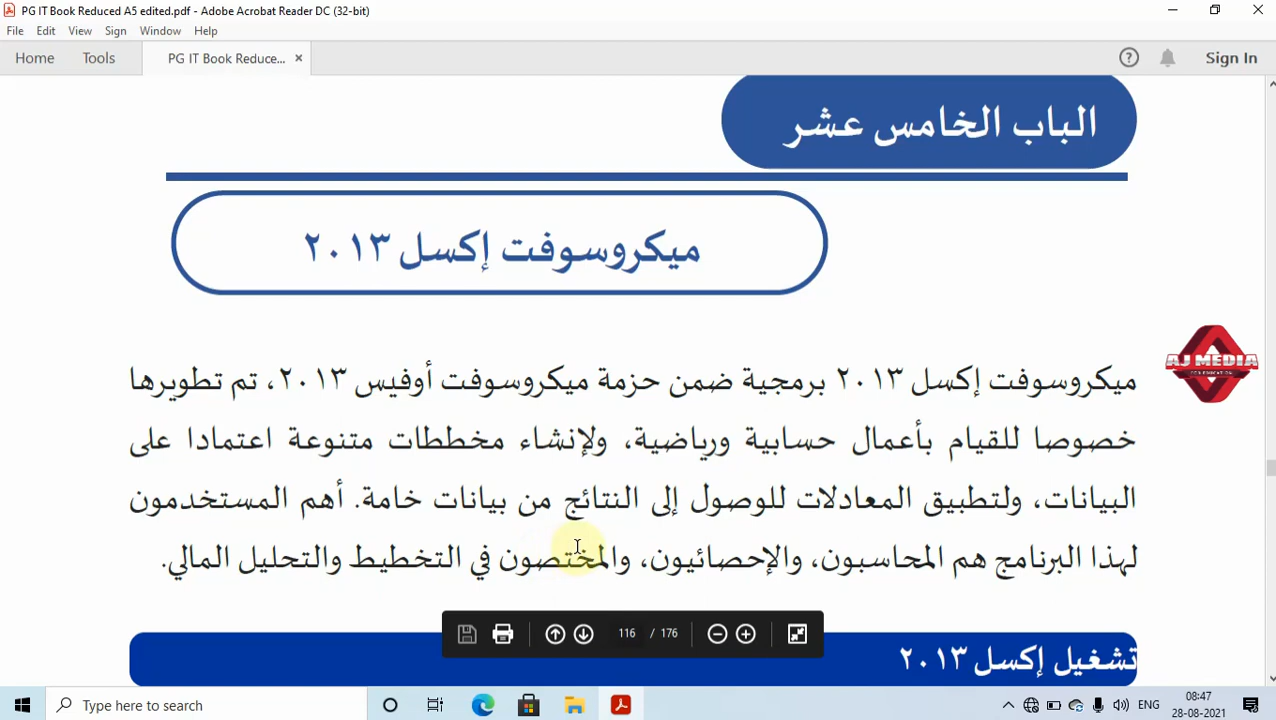 PG IT Book Reduced A5 edited.pdf - Adobe Acrobat Reader DC (32-bit)
File Edit View Sign Window Help
Home Tools PG IT Book Reduce... × Sign In
الباب الخامس عشر
ميكروسوفت إكسل ٢٠١٣
ميكروسوفت إكسل ٢٠١٣ برمجية ضمن حزمة ميكروسوفت أوفيس ٢٠١٣، تم تطويرها
خصوصا للقيام بأعمال حسابية ورياضية، ولإنشاء مخططات متنوعة اعتمادا على
البيانات، ولتطبيق المعادلات للوصول إلى النتائج من بيانات خامة. أهم المستخدمون
لهذا البرنامج هم المحاسبون، والإحصائيون، والمختصون في التخطيط والتحليل المالي.
AJ MEDIA
FOR EDUCATION
116 / 176
تشغيل إكسل ٢٠١٣
Type here to search
ENG
08:47
28-08-2021